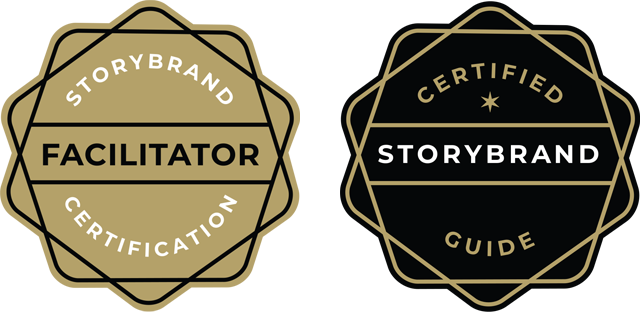 STORYBRAND
FACILITATOR
CERTIFICATION
CERTIFIED
STORYBRAND
GUIDE